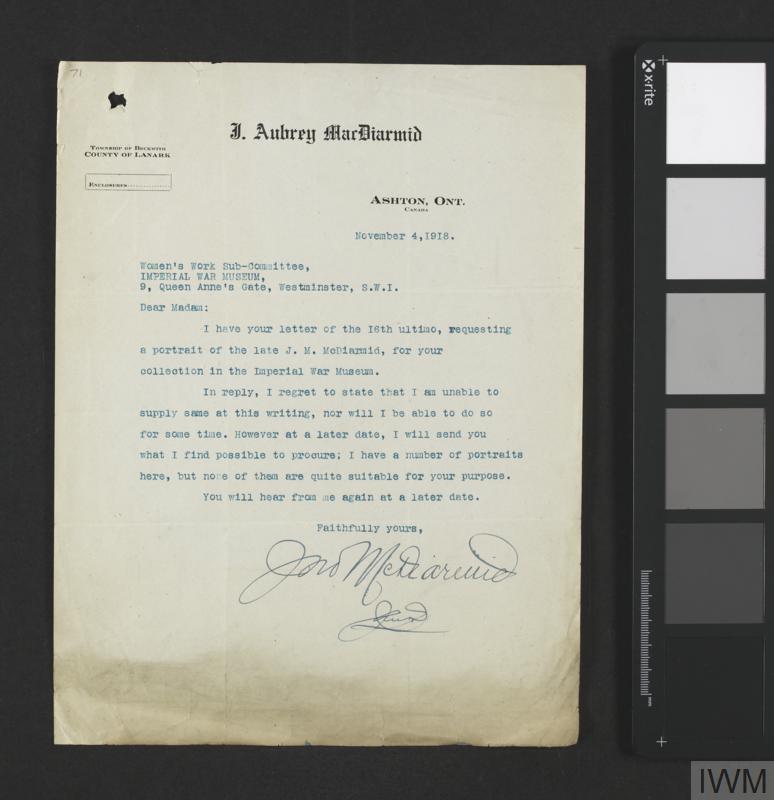 71
J. Aubrey MacDiarmid
TOWNSHIP OF BECKWITH
COUNTY OF LANARK
ENCLOSURES..............
ASHTON, ONT.
CANADA
November 4,1918.
Women's Work Sub-Committee,
IMPERIAL WAR MUSEUM,
9, Queen Anne's Gate, Westminster, S.W.I.
Dear Madam:
I have your letter of the I6th ultimo, requesting
a portrait of the late J. M. McDiarmid, for your
collection in the Imperial War Museum.
In reply, I regret to state that I am unable to
supply same at this writing, nor will I be able to do so
for some time. However at a later date, I will send you
what I find possible to procure; I have a number of portraits
here, but none of them are quite suitable for your purpose.
You will hear from me again at a later date.
Faithfully yours,
McDiarmid
x-rite
mm
IWM